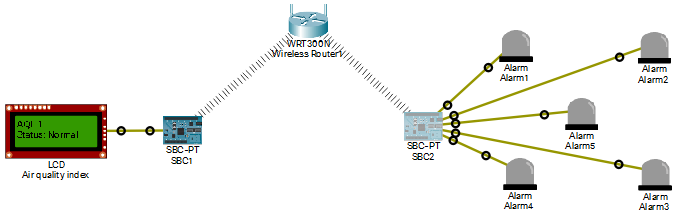 WRT300N
Wireless Router1
Alarm
Alarm1
Alarm
Alarm2
AQI 1
Status: Normal
LCD
Air quality index
SBC-PT
SBC1
SBC-PT
SBC2
Alarm
Alarm5
Alarm
Alarm4
Alarm
Alarm3